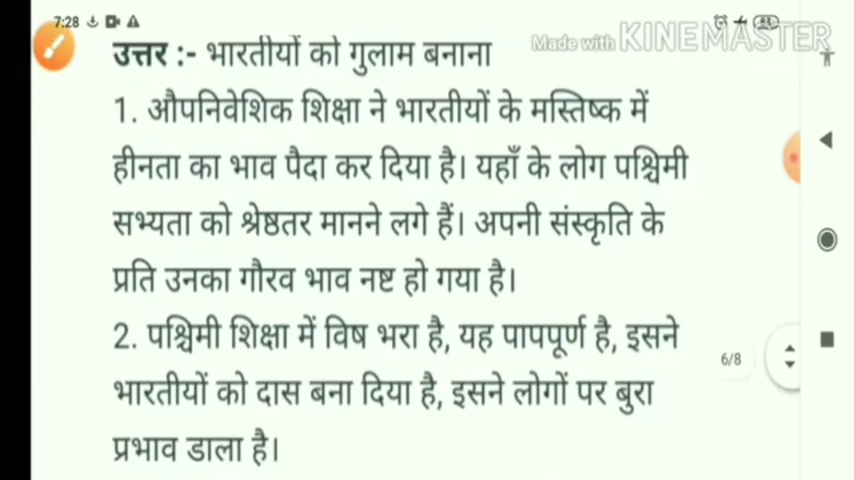 7:28
Made with KINEMASTER
उत्तर :- भारतीयों को गुलाम बनाना
1. औपनिवेशिक शिक्षा ने भारतीयों के मस्तिष्क में
हीनता का भाव पैदा कर दिया है। यहाँ के लोग पश्चिमी
सभ्यता को श्रेष्ठतर मानने लगे हैं। अपनी संस्कृति के
प्रति उनका गौरव भाव नष्ट हो गया है।
2. पश्चिमी शिक्षा में विष भरा है, यह पापपूर्ण है, इसने
6/8
भारतीयों को दास बना दिया है, इसने लोगों पर बुरा
प्रभाव डाला है।